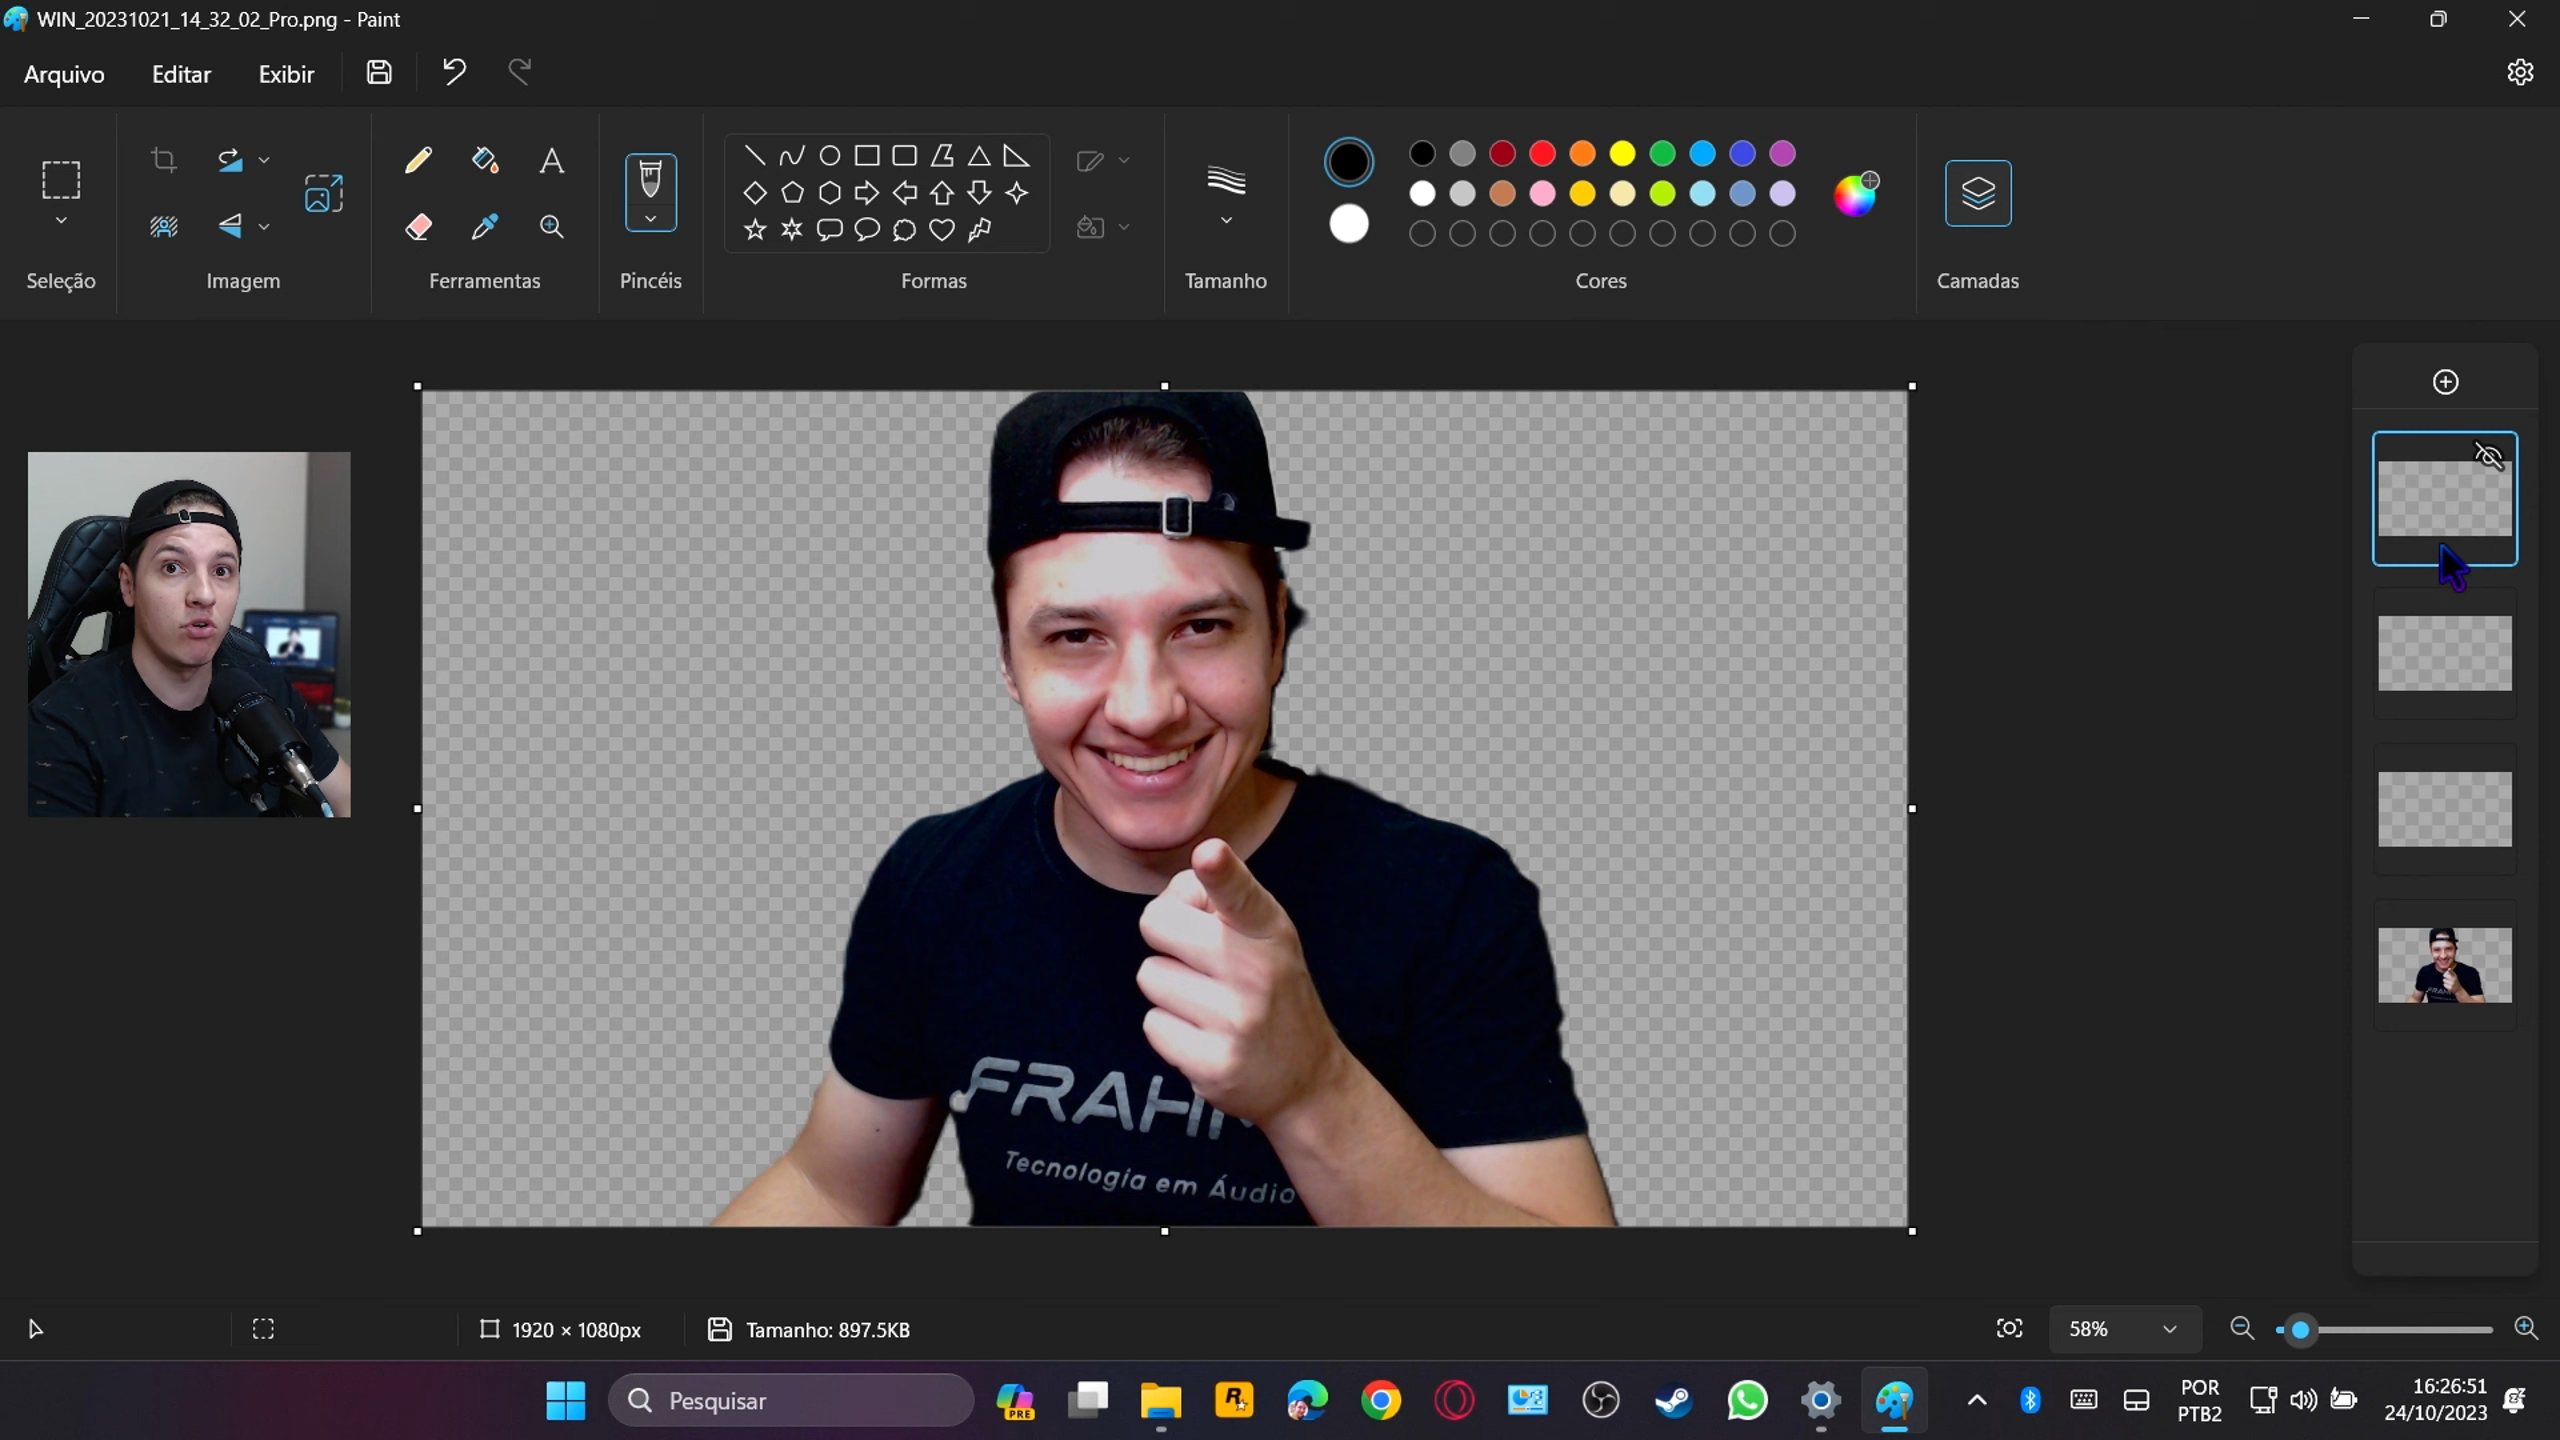 WIN_20231021_14_32_02_Pro.png - Paint
Arquivo Editar Exibir
Seleção Imagem Ferramentas Pincéis Formas Tamanho Cores Camadas
Tecnologia em Áudio
1920 × 1080px Tamanho: 897.5KB 58%
Pesquisar
PRE
POR
PTB2
16:26:51
24/10/2023